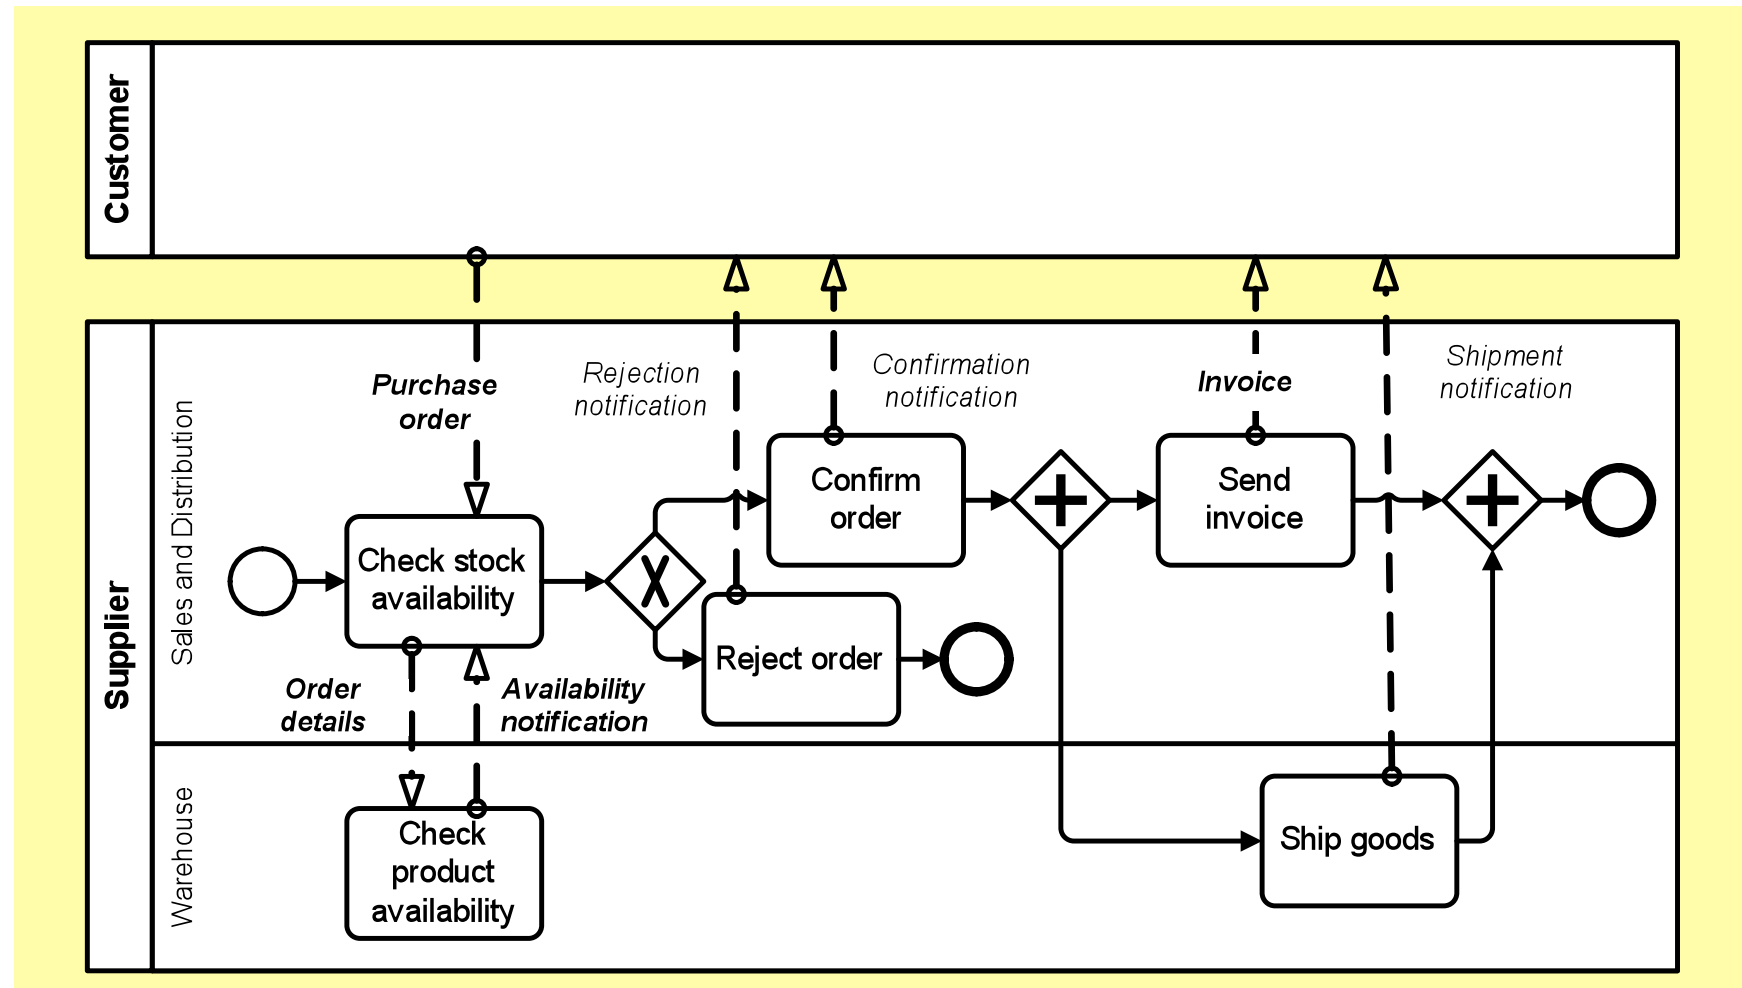 Customer
Supplier
Sales and Distribution
Warehouse
Purchase
order
Rejection
notification
Confirmation
notification
Invoice
Shipment
notification
Check stock
availability
Confirm
order
Send
invoice
X
Reject order
Order
details
Availability
notification
Check
product
availability
Ship goods